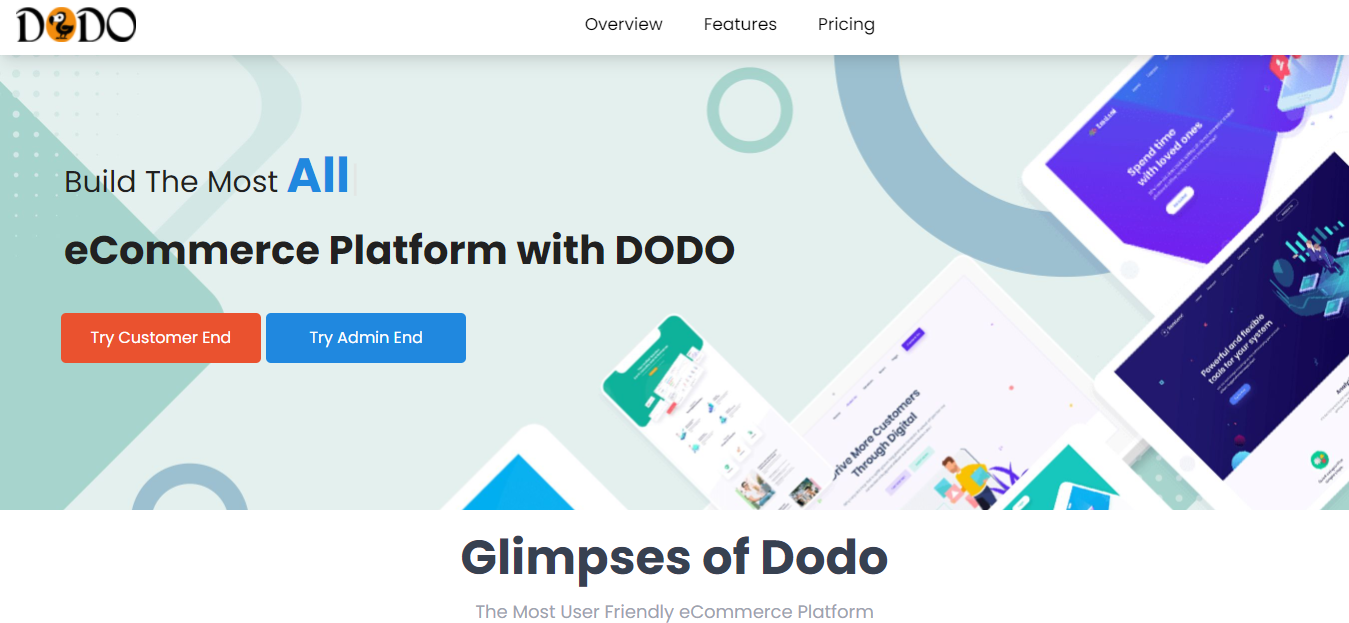 DODO
Overview Features Pricing
Build The Most All
eCommerce Platform with DODO
Try Customer End Try Admin End
Spend time
with loved ones
Powerful and flexible
tools for your system
Drive More Customers
Through Digital
Glimpses of Dodo
The Most User Friendly eCommerce Platform